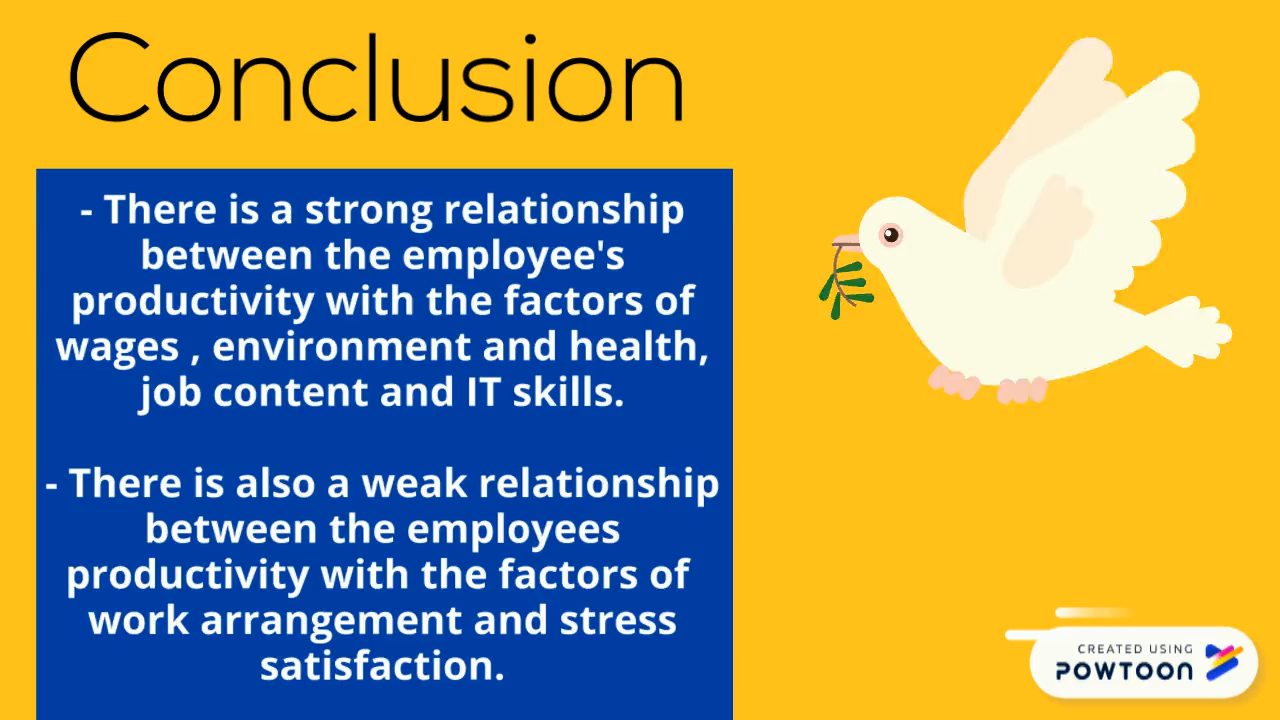 Conclusion
- There is a strong relationship
between the employee's
productivity with the factors of
wages , environment and health,
job content and IT skills.
- There is also a weak relationship
between the employees
productivity with the factors of
work arrangement and stress
satisfaction.
CREATED USING
POWTOON